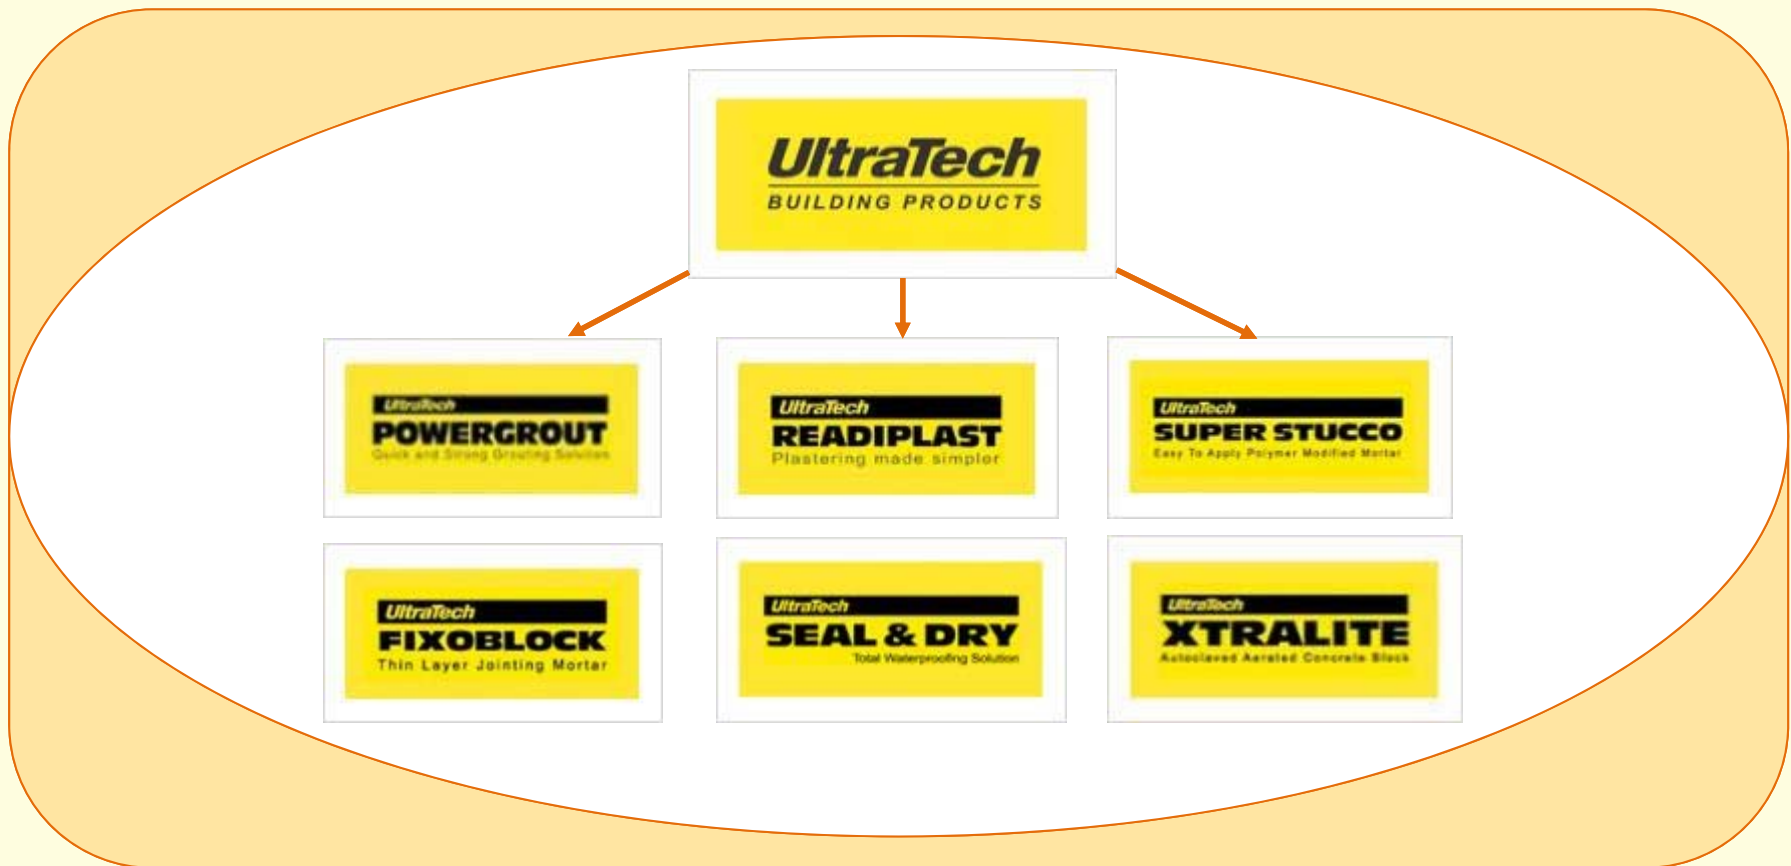 UltraTech
BUILDING PRODUCTS
UltraTech
POWERGROUT
Quick and Strong Grouting Solution
UltraTech
READIPLAST
Plastering made simpler
UltraTech
SUPER STUCCO
Easy To Apply Polymer Modified Mortar
UltraTech
FIXOBLOCK
Thin Layer Jointing Mortar
UltraTech
SEAL & DRY
Total Waterproofing Solution
UltraTech
XTRALITE
Autoclaved Aerated Concrete Block